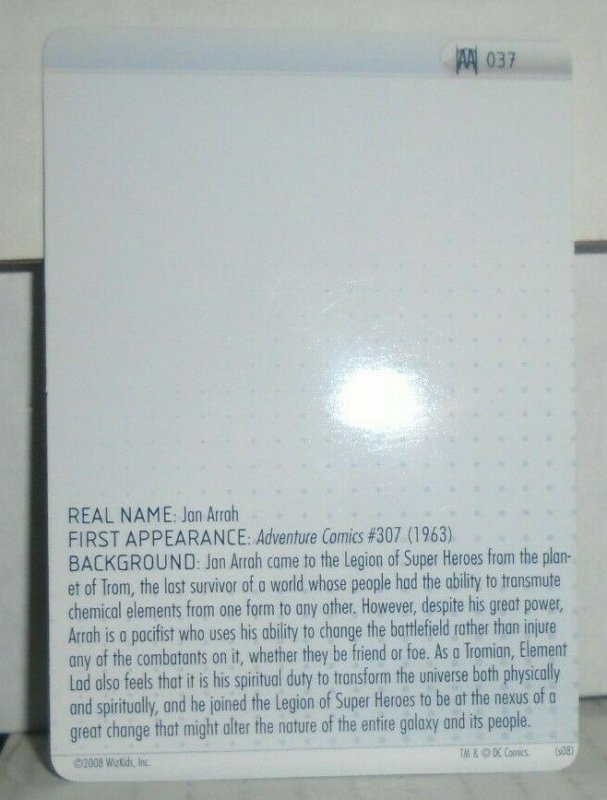 AA 037
REAL NAME: Jan Arrah
FIRST APPEARANCE: Adventure Comics #307 (1963)
BACKGROUND: Jan Arrah came to the Legion of Super Heroes from the plan-
et of Trom, the last survivor of a world whose people had the ability to transmute
chemical elements from one form to any other. However, despite his great power,
Arrah is a pacifist who uses his ability to change the battlefield rather than injure
any of the combatants on it, whether they be friend or foe. As a Tromian, Element
Lad also feels that it is his spiritual duty to transform the universe both physically
and spiritually, and he joined the Legion of Super Heroes to be at the nexus of a
great change that might alter the nature of the entire galaxy and its people.
©2008 WizKids, Inc. TM & © DC Comics. (s08)